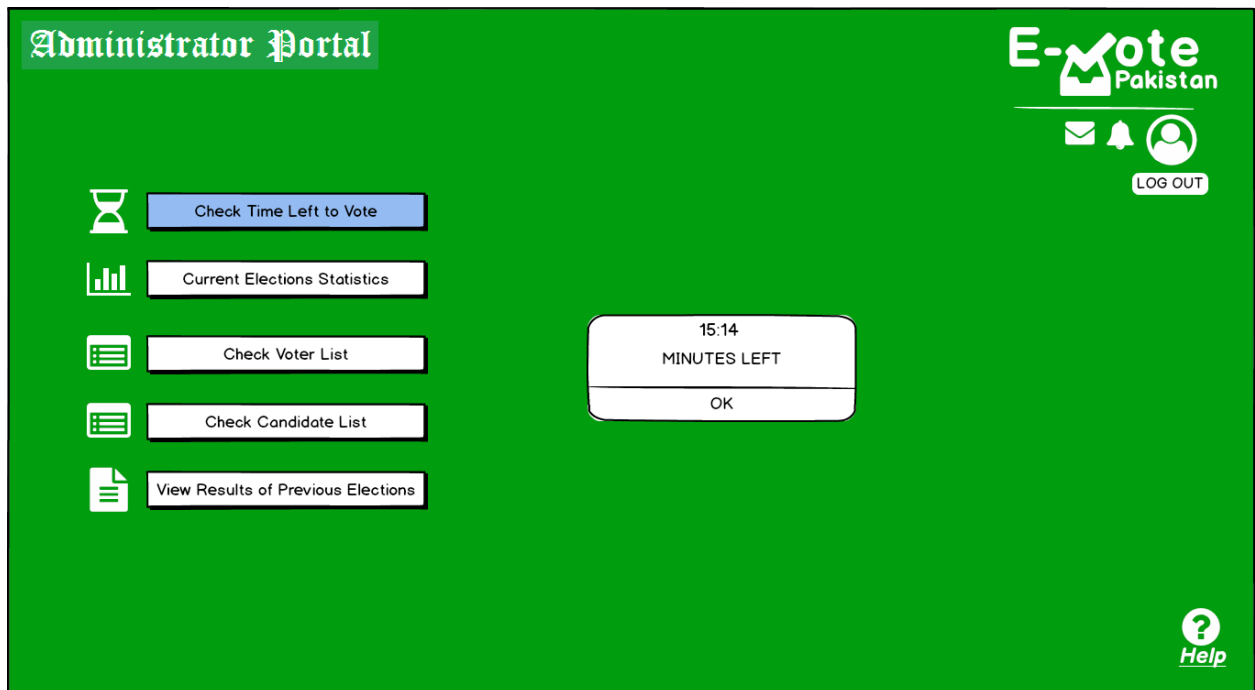 Administrator Portal
E-Vote
Pakistan
LOG OUT
Check Time Left to Vote
Current Elections Statistics
Check Voter List
Check Candidate List
View Results of Previous Elections
15:14
MINUTES LEFT
OK
?
Help